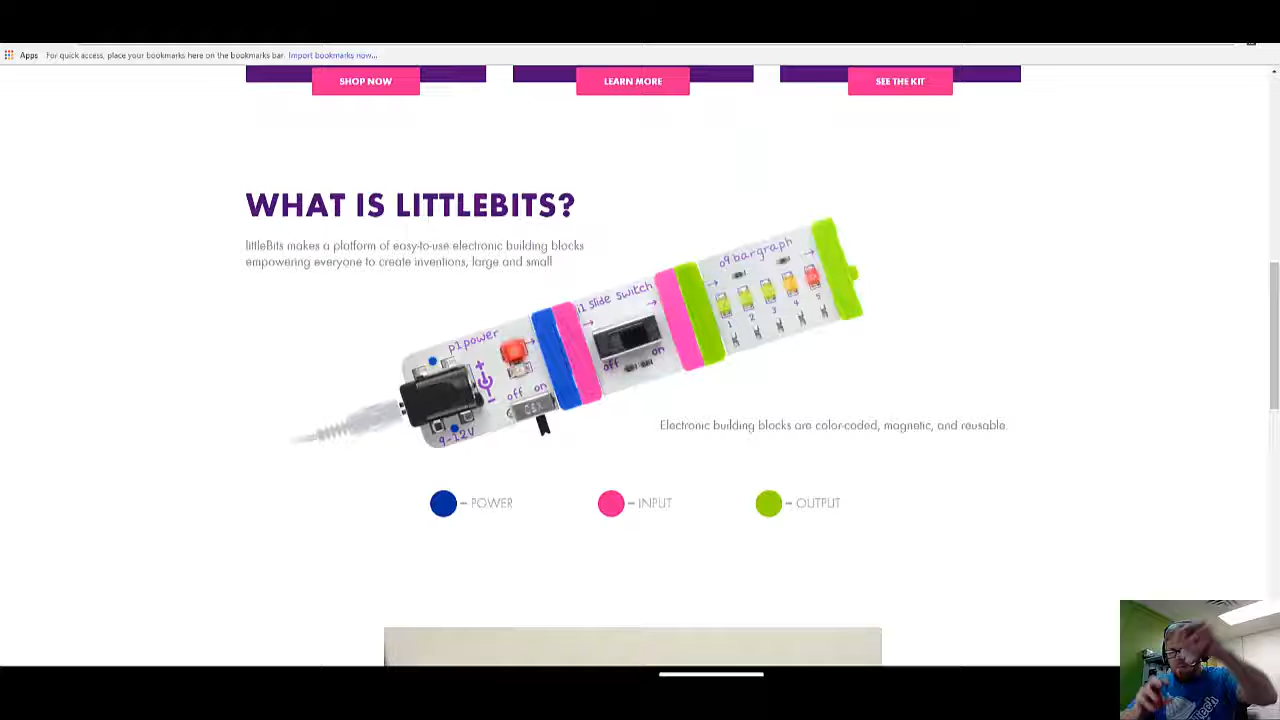 Apps For quick access, place your bookmarks here on the bookmarks bar. Import bookmarks now...
SHOP NOW LEARN MORE SEE THE KIT
WHAT IS LITTLEBITS?
littleBits makes a platform of easy-to-use electronic building blocks
empowering everyone to create inventions, large and small
p1 power
off on
9-12V
i1 slide switch
off on
o9 bargraph
1 2 3 4 5
Electronic building blocks are color-coded, magnetic, and reusable.
= POWER = INPUT = OUTPUT